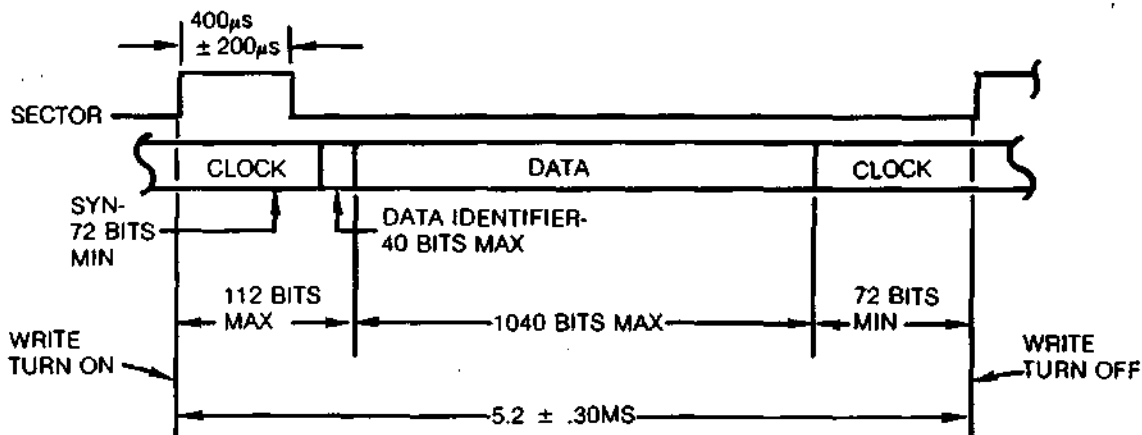 400μs
± 200μs
SECTOR
CLOCK
DATA
CLOCK
SYN-
72 BITS
MIN
DATA IDENTIFIER-
40 BITS MAX
112 BITS
MAX
1040 BITS MAX
72 BITS
MIN
WRITE
TURN ON
WRITE
TURN OFF
5.2 ± .30MS